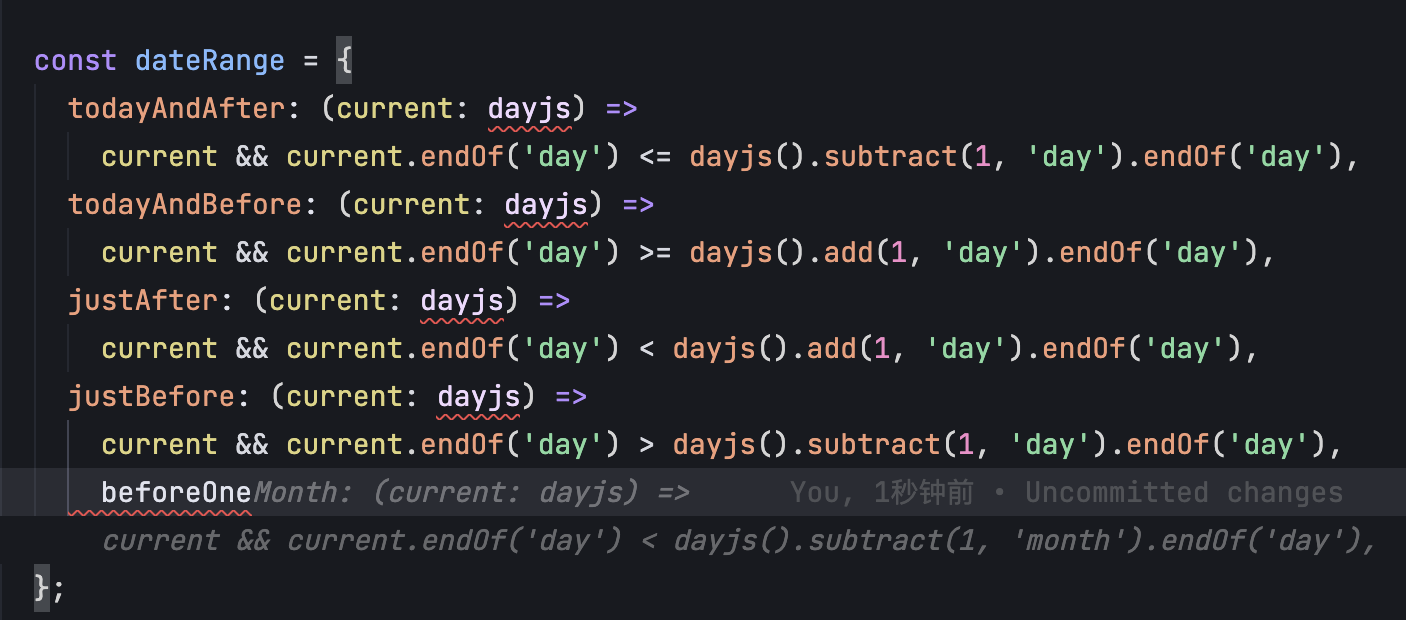 const dateRange = {
todayAndAfter: (current: dayjs) =>
current && current.endOf('day') <= dayjs().subtract(1, 'day').endOf('day'),
todayAndBefore: (current: dayjs) =>
current && current.endOf('day') >= dayjs().add(1, 'day').endOf('day'),
justAfter: (current: dayjs) =>
current && current.endOf('day') < dayjs().add(1, 'day').endOf('day'),
justBefore: (current: dayjs) =>
current && current.endOf('day') > dayjs().subtract(1, 'day').endOf('day'),
beforeOneMonth: (current: dayjs) => You, 1秒钟前 • Uncommitted changes
current && current.endOf('day') < dayjs().subtract(1, 'month').endOf('day'),
};